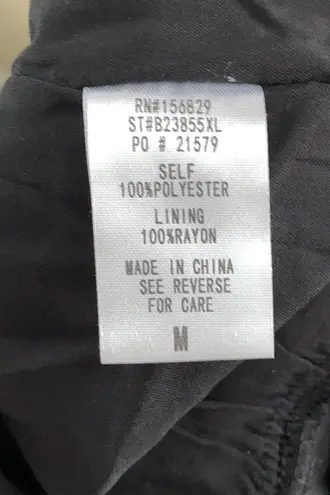 RN#156829
ST#B23855XL
PO # 21579
SELF
100%POLYESTER
LINING
100%RAYON
MADE IN CHINA
SEE REVERSE
FOR CARE
M